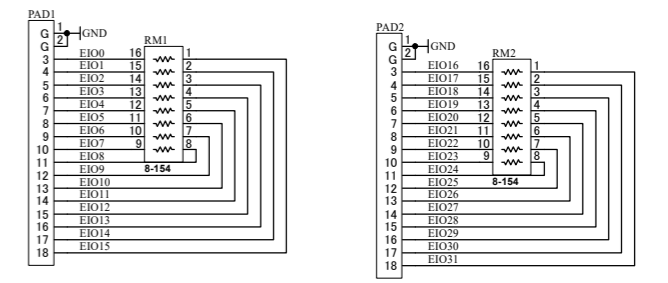 PAD1
G 1 GND
G 2 RM1
3 EIO0 16 1
4 EIO1 15 2
5 EIO2 14 3
6 EIO3 13 4
7 EIO4 12 5
8 EIO5 11 6
9 EIO6 10 7
10 EIO7 9 8
11 EIO8
12 EIO9 8-154
13 EIO10
14 EIO11
15 EIO12
16 EIO13
17 EIO14
18 EIO15
PAD2
G 1 GND
G 2 RM2
3 EIO16 16 1
4 EIO17 15 2
5 EIO18 14 3
6 EIO19 13 4
7 EIO20 12 5
8 EIO21 11 6
9 EIO22 10 7
10 EIO23 9 8
11 EIO24
12 EIO25 8-154
13 EIO26
14 EIO27
15 EIO28
16 EIO29
17 EIO30
18 EIO31